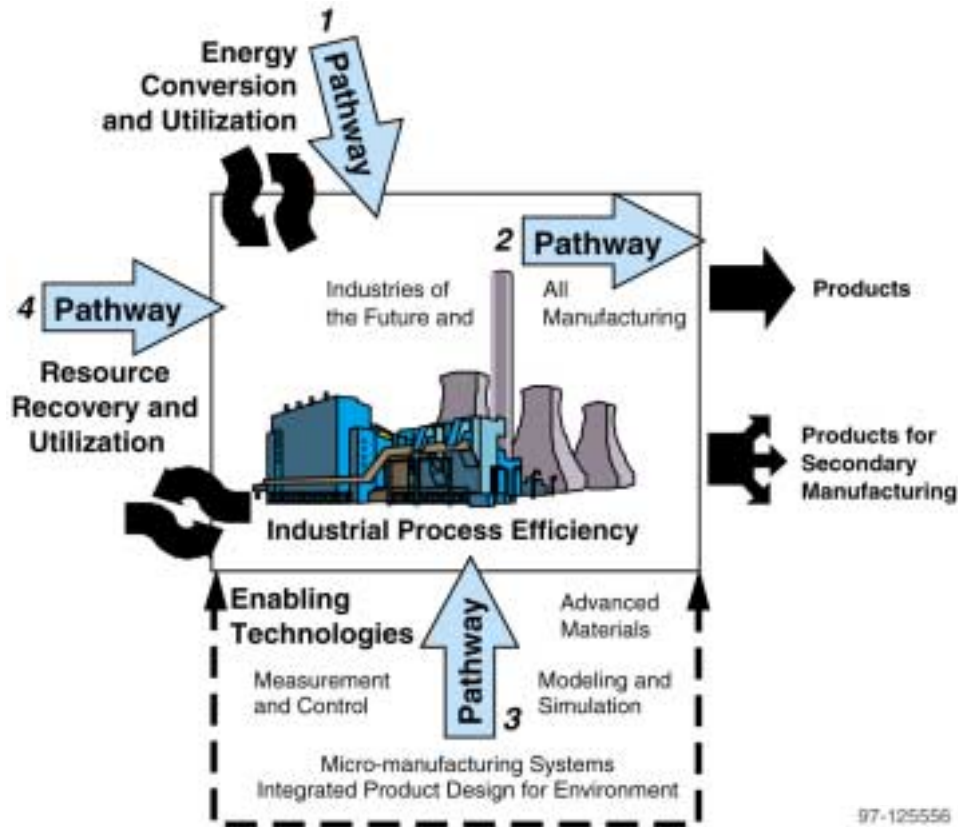 1
Energy
Conversion
and Utilization
Pathway
2
Pathway
Industries of
the Future and
All
Manufacturing
Products
4
Pathway
Resource
Recovery and
Utilization
Products for
Secondary
Manufacturing
Industrial Process Efficiency
Enabling
Technologies
Pathway
3
Advanced
Materials
Measurement
and Control
Modeling and
Simulation
Micro-manufacturing Systems
Integrated Product Design for Environment
97-125556